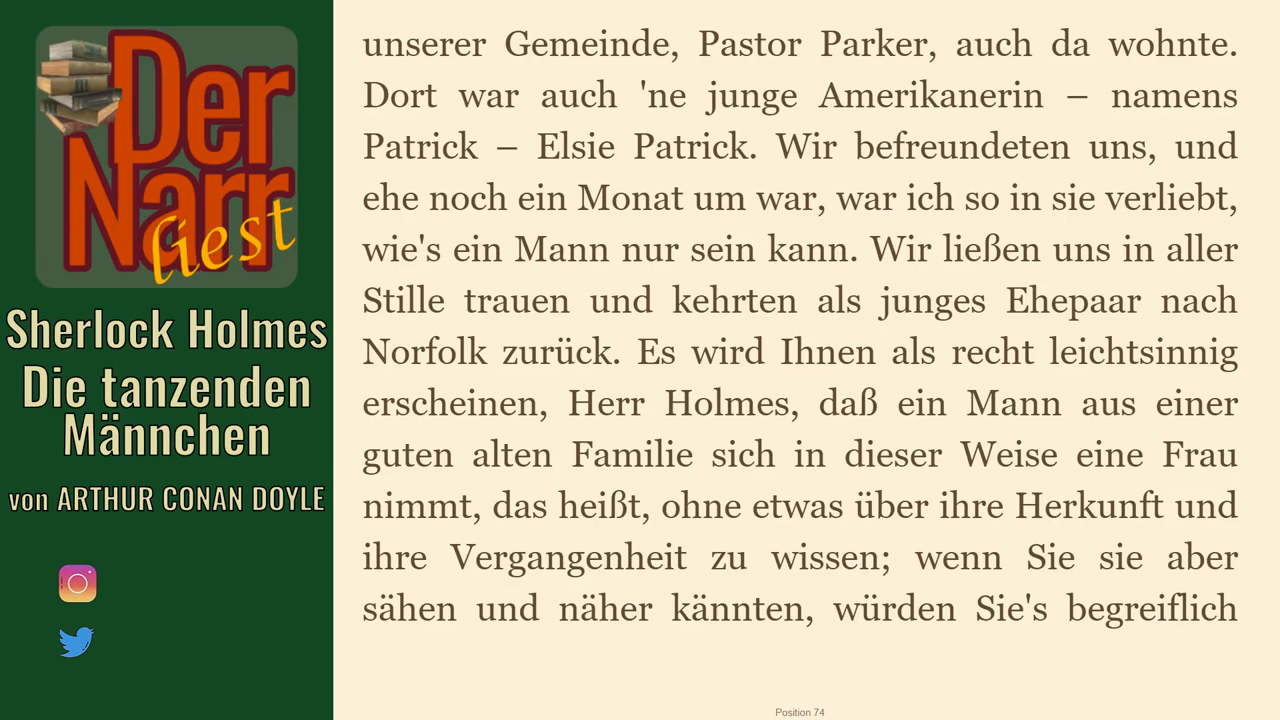 Der
Narr
liest
Sherlock Holmes
Die tanzenden
Männchen
von ARTHUR CONAN DOYLE
unserer Gemeinde, Pastor Parker, auch da wohnte.
Dort war auch 'ne junge Amerikanerin – namens
Patrick – Elsie Patrick. Wir befreundeten uns, und
ehe noch ein Monat um war, war ich so in sie verliebt,
wie's ein Mann nur sein kann. Wir ließen uns in aller
Stille trauen und kehrten als junges Ehepaar nach
Norfolk zurück. Es wird Ihnen als recht leichtsinnig
erscheinen, Herr Holmes, daß ein Mann aus einer
guten alten Familie sich in dieser Weise eine Frau
nimmt, das heißt, ohne etwas über ihre Herkunft und
ihre Vergangenheit zu wissen; wenn Sie sie aber
sähen und näher kännten, würden Sie's begreiflich
Position 74